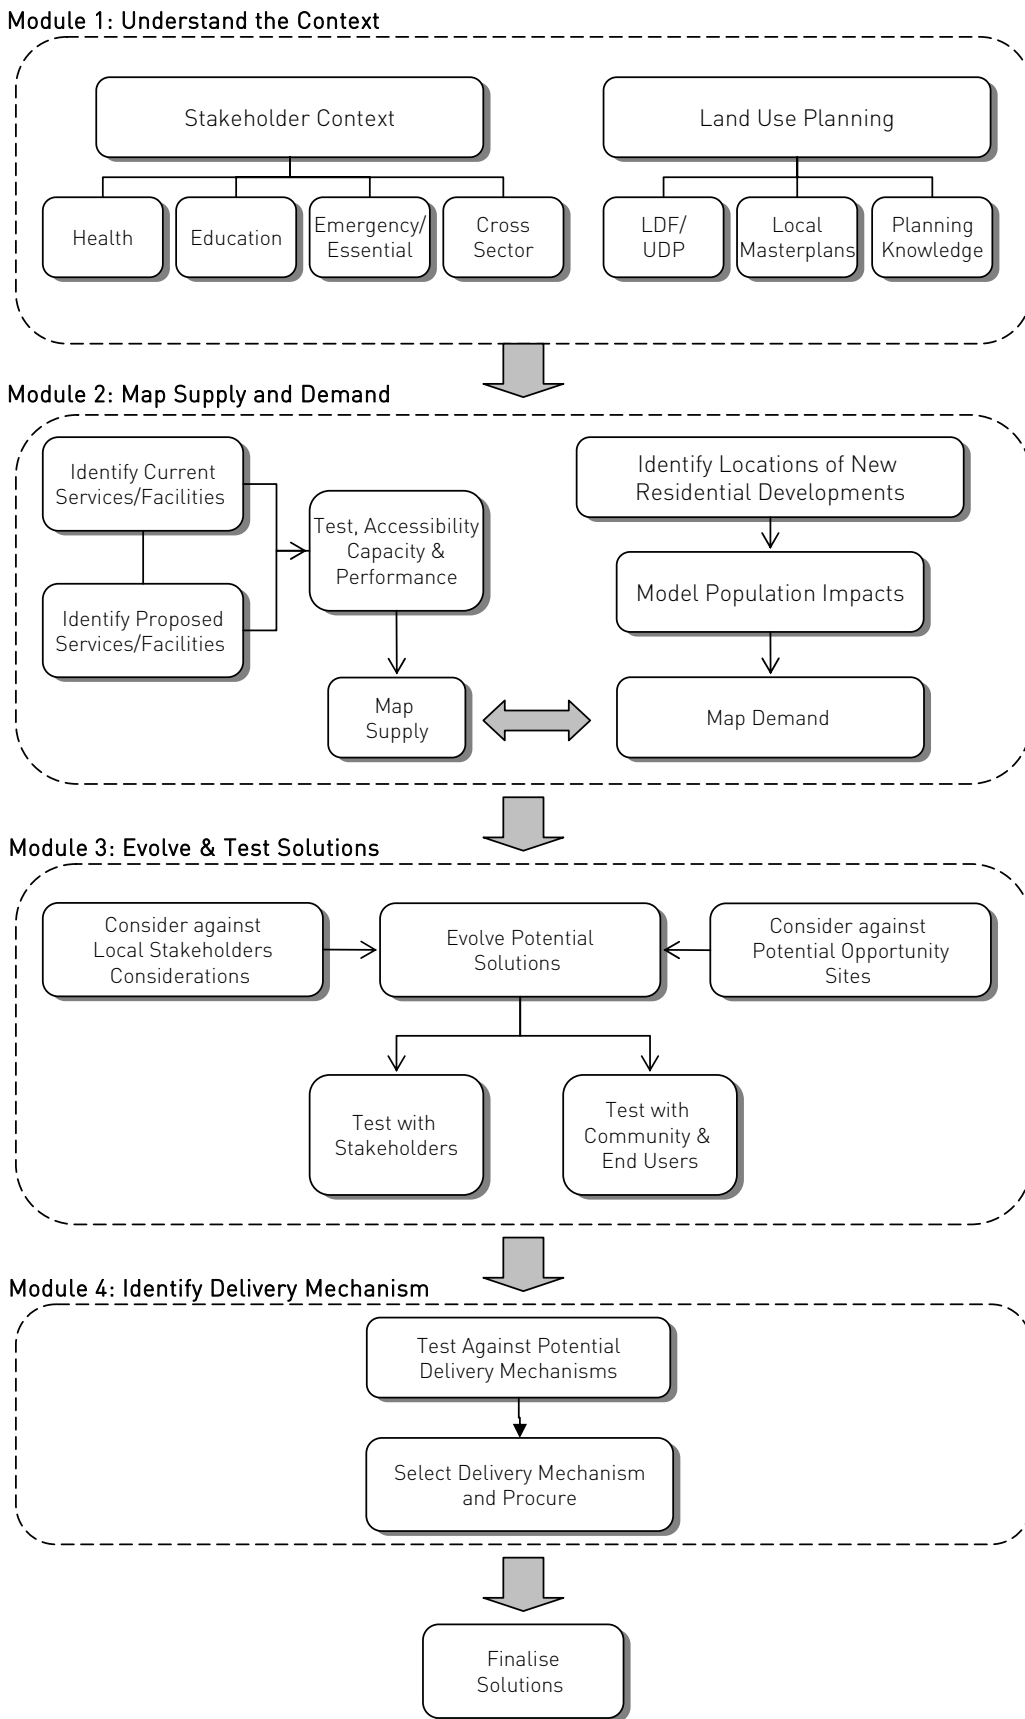 Module 1: Understand the Context
Stakeholder Context
Land Use Planning
Health
Education
Emergency/
Essential
Cross
Sector
LDF/
UDP
Local
Masterplans
Planning
Knowledge
Module 2: Map Supply and Demand
Identify Current
Services/Facilities
Identify Proposed
Services/Facilities
Test, Accessibility
Capacity &
Performance
Map
Supply
Identify Locations of New
Residential Developments
Model Population Impacts
Map Demand
Module 3: Evolve & Test Solutions
Consider against
Local Stakeholders
Considerations
Evolve Potential
Solutions
Consider against
Potential Opportunity
Sites
Test with
Stakeholders
Test with
Community &
End Users
Module 4: Identify Delivery Mechanism
Test Against Potential
Delivery Mechanisms
Select Delivery Mechanism
and Procure
Finalise
Solutions